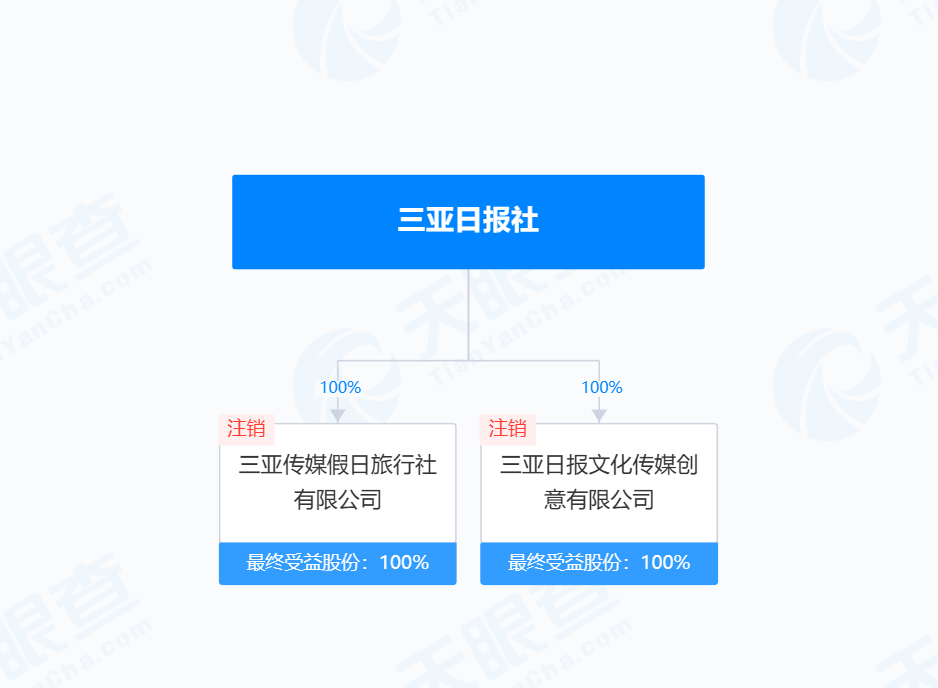 三亚日报社
100%
100%
注销
注销
三亚传媒假日旅行社
有限公司
三亚日报文化传媒创
意有限公司
最终受益股份：100%
最终受益股份：100%
天眼查
TianYanCha.com